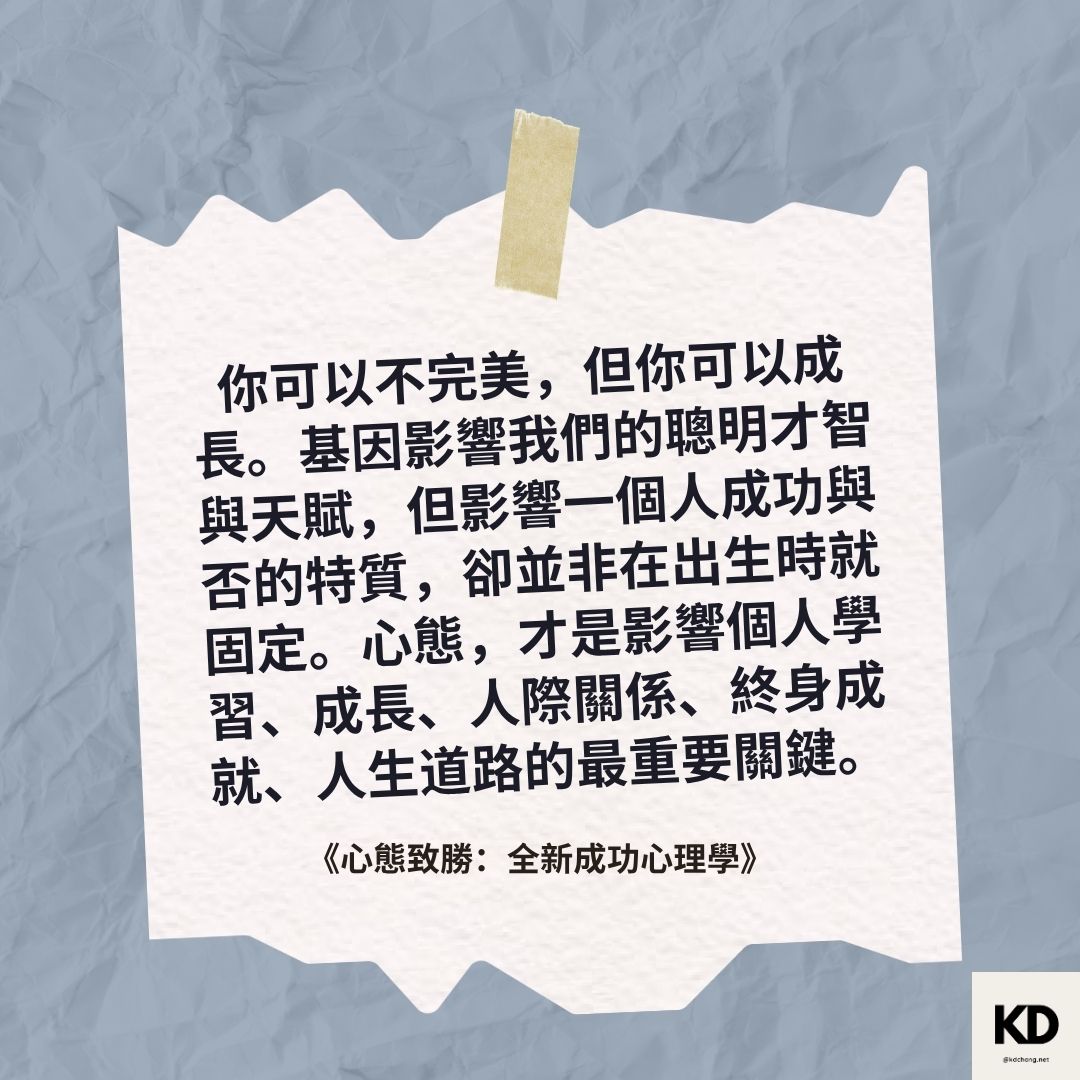 你可以不完美，但你可以成
長。基因影響我們的聰明才智
與天賦，但影響一個人成功與
否的特質，卻並非在出生時就
固定。心態，才是影響個人學
習、成長、人際關係、終身成
就、人生道路的最重要關鍵。
《心態致勝：全新成功心理學》
KD
@kdchong.net